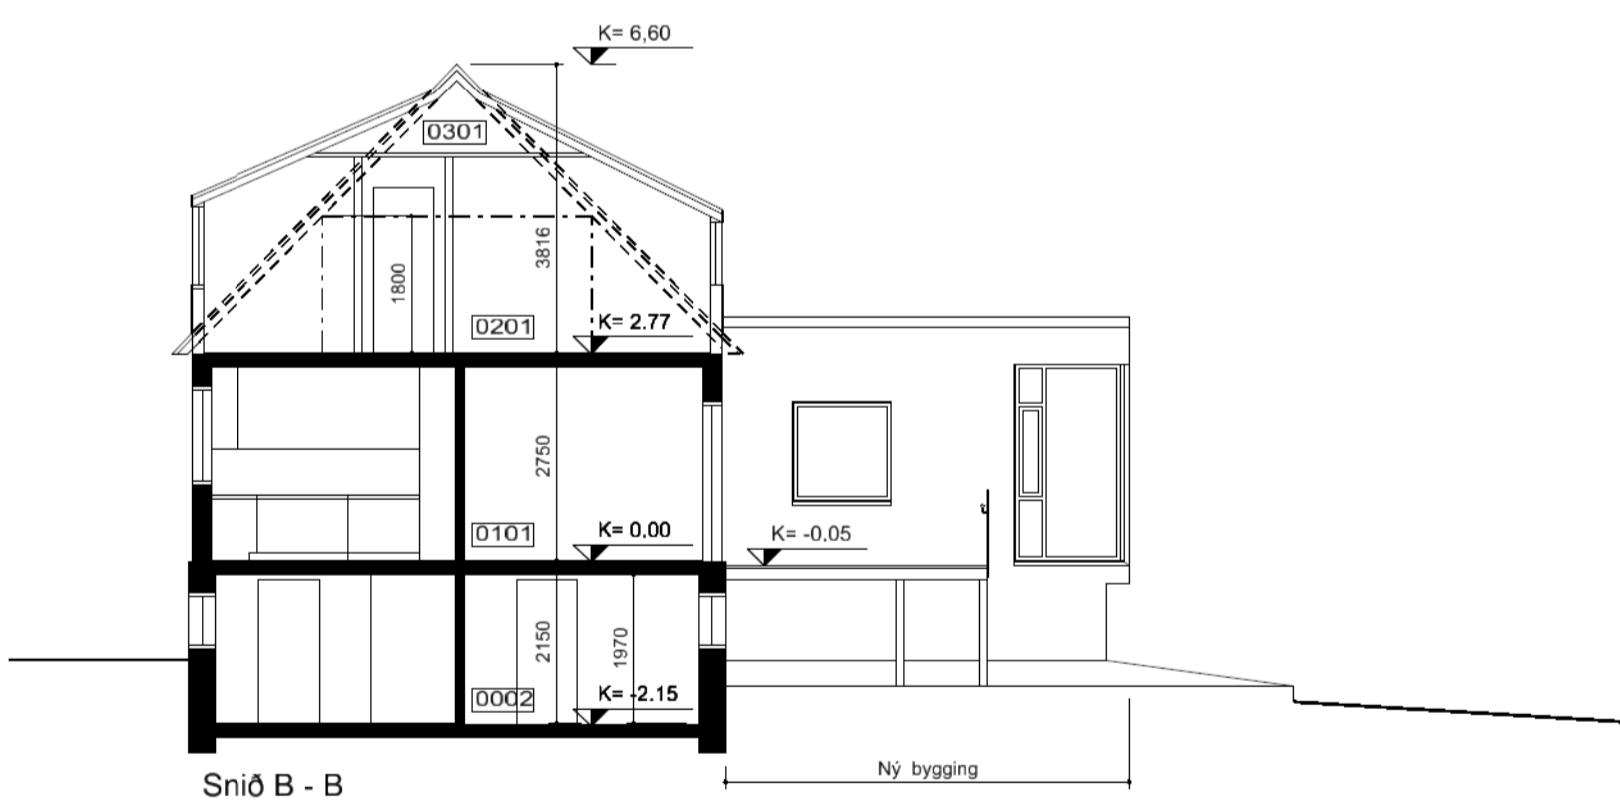 K= 6,60
0301
3816
1800
0201
K= 2.77
2750
0101
K= 0,00
K= -0.05
2150
1970
0002
K= -2.15
Ný bygging
Snið B - B